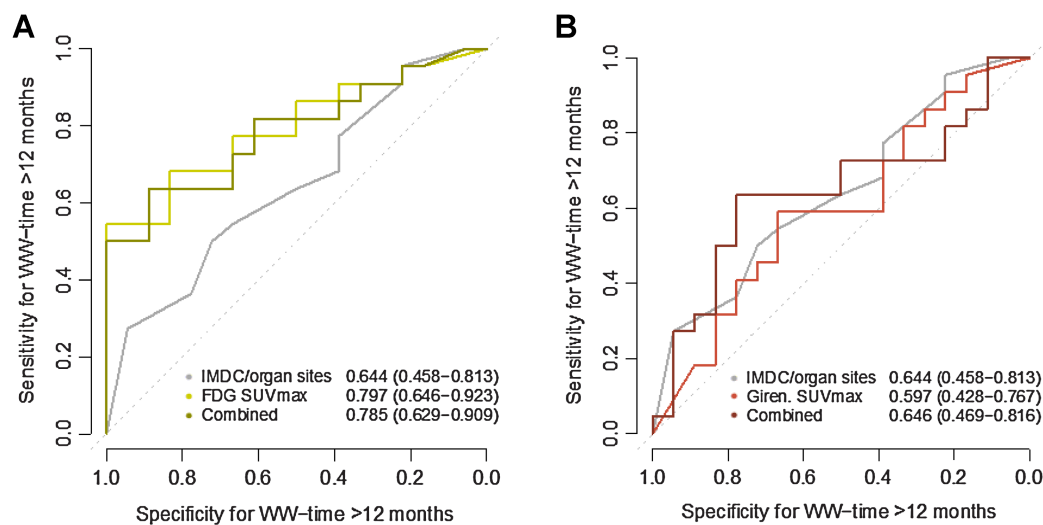 A
Sensitivity for WW−time >12 months
1.0
0.8
0.6
0.4
0.2
0.0
IMDC/organ sites 0.644 (0.458−0.813)
FDG SUVmax 0.797 (0.646−0.923)
Combined 0.785 (0.629−0.909)
1.0 0.8 0.6 0.4 0.2 0.0
Specificity for WW−time >12 months
B
Sensitivity for WW−time >12 months
1.0
0.8
0.6
0.4
0.2
0.0
IMDC/organ sites 0.644 (0.458−0.813)
Giren. SUVmax 0.597 (0.428−0.767)
Combined 0.646 (0.469−0.816)
1.0 0.8 0.6 0.4 0.2 0.0
Specificity for WW−time >12 months